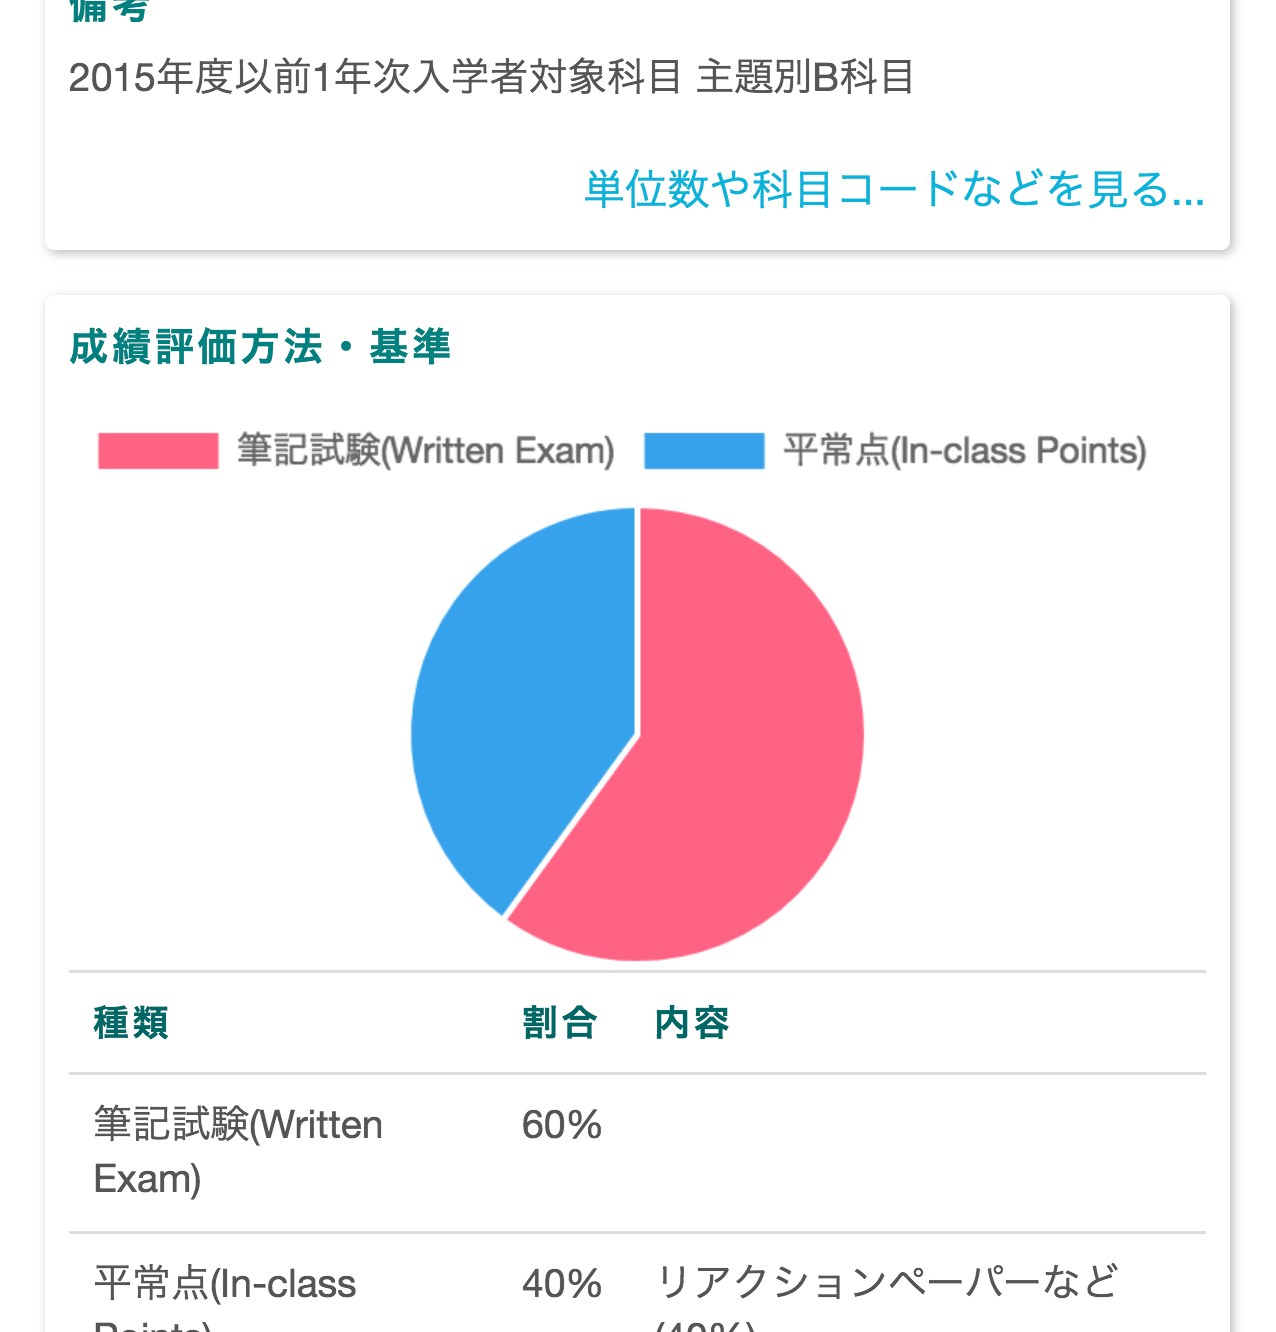 備考
2015年度以前1年次入学者対象科目 主題別B科目
単位数や科目コードなどを見る...
成績評価方法・基準
筆記試験(Written Exam) 平常点(In-class Points)
種類 割合 内容
筆記試験(Written 60%
Exam)
平常点(In-class 40% リアクションペーパーなど
Points) (40%)